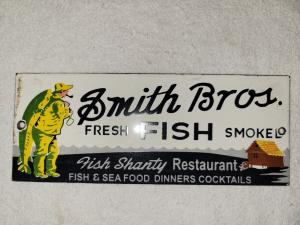 Smith Bros.
FRESH FISH SMOKED
Fish Shanty Restaurant
FISH & SEA FOOD DINNERS COCKTAILS